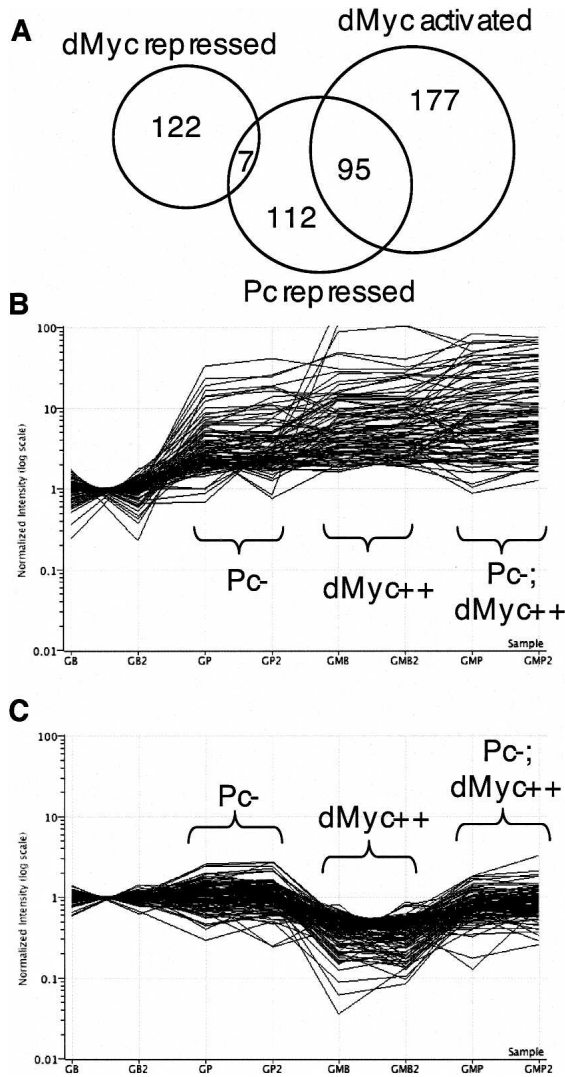 A
dMyc repressed
dMyc activated
122
7
95
177
112
Pc repressed
B
100
10
1
0.1
0.01
Normalized Intensity (log scale)
Pc-
dMyc++
Pc-;
dMyc++
Sample
GB GB2 GP GP2 GMB GMB2 GMP GMP2
C
100
10
1
0.1
0.01
Normalized Intensity (log scale)
Pc-
dMyc++
Pc-;
dMyc++
Sample
GB GB2 GP GP2 GMB GMB2 GMP GMP2